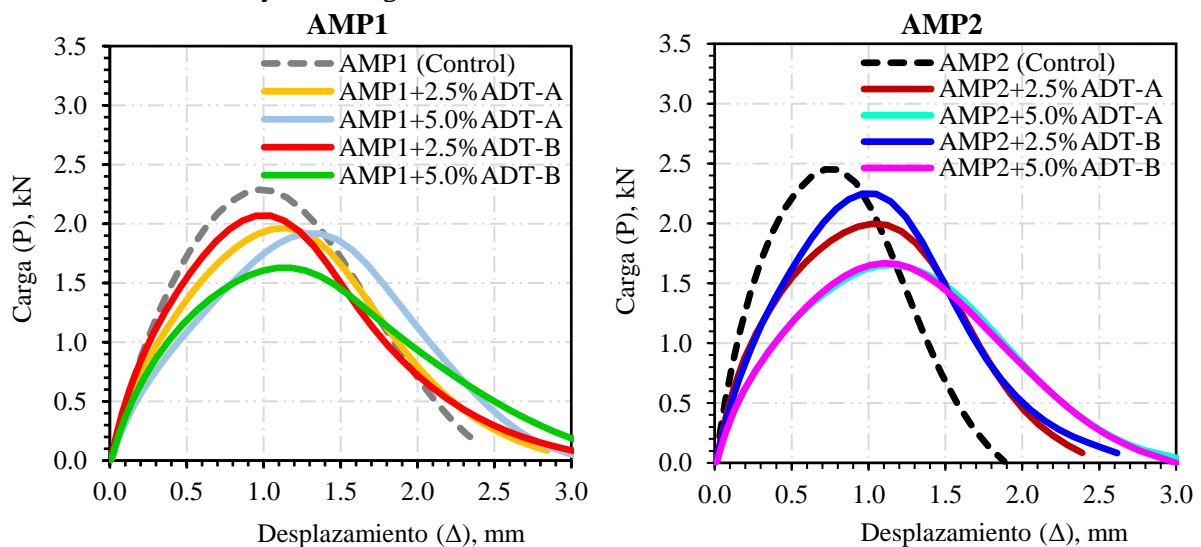 AMP1
3.5
3.0
2.5
2.0
1.5
1.0
0.5
0.0
Carga (P), kN
AMP1 (Control)
AMP1+2.5%ADT-A
AMP1+5.0%ADT-A
AMP1+2.5%ADT-B
AMP1+5.0%ADT-B
0.0 0.5 1.0 1.5 2.0 2.5 3.0
Desplazamiento (Δ), mm
AMP2
3.5
3.0
2.5
2.0
1.5
1.0
0.5
0.0
Carga (P), kN
AMP2 (Control)
AMP2+2.5%ADT-A
AMP2+5.0%ADT-A
AMP2+2.5%ADT-B
AMP2+5.0%ADT-B
0.0 0.5 1.0 1.5 2.0 2.5 3.0
Desplazamiento (Δ), mm